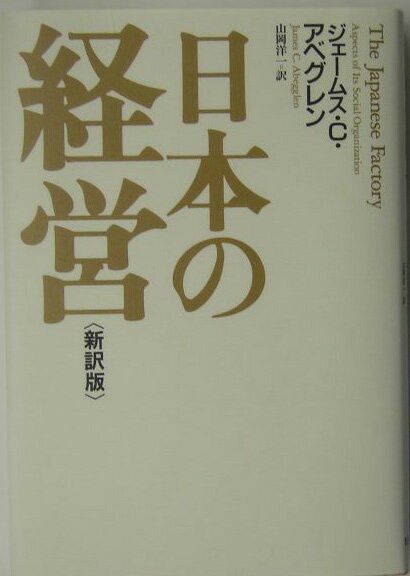 The Japanese Factory
Aspects of Its Social Organization
ジェームス・C・
アベグレン
James C. Abegglen
山岡洋一=訳
日本の
経営
〈新訳版〉